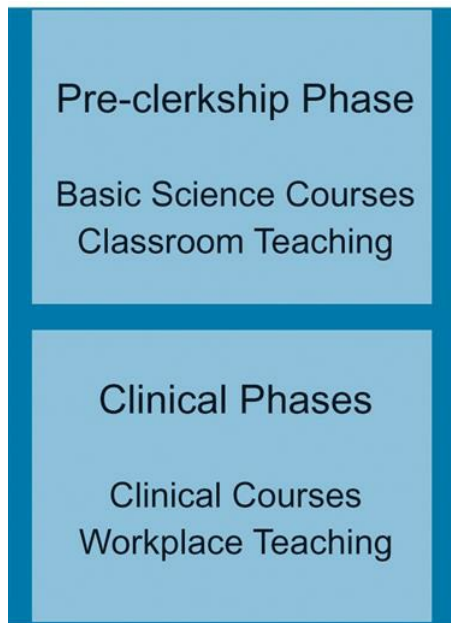 Pre-clerkship Phase
Basic Science Courses
Classroom Teaching
Clinical Phases
Clinical Courses
Workplace Teaching